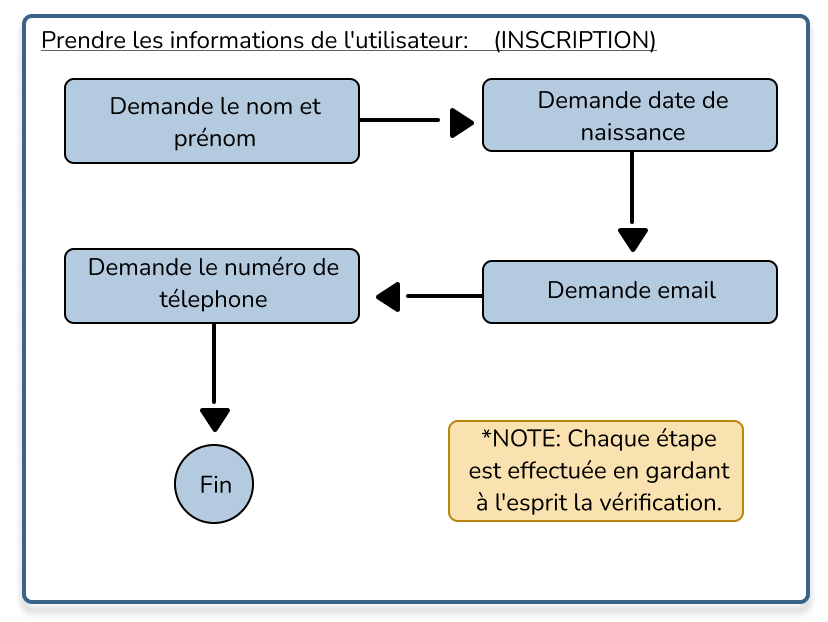 Prendre les informations de l'utilisateur: (INSCRIPTION)
Demande le nom et
prénom
Demande date de
naissance
Demande email
Demande le numéro de
télephone
Fin
*NOTE: Chaque étape
est effectuée en gardant
à l'esprit la vérification.